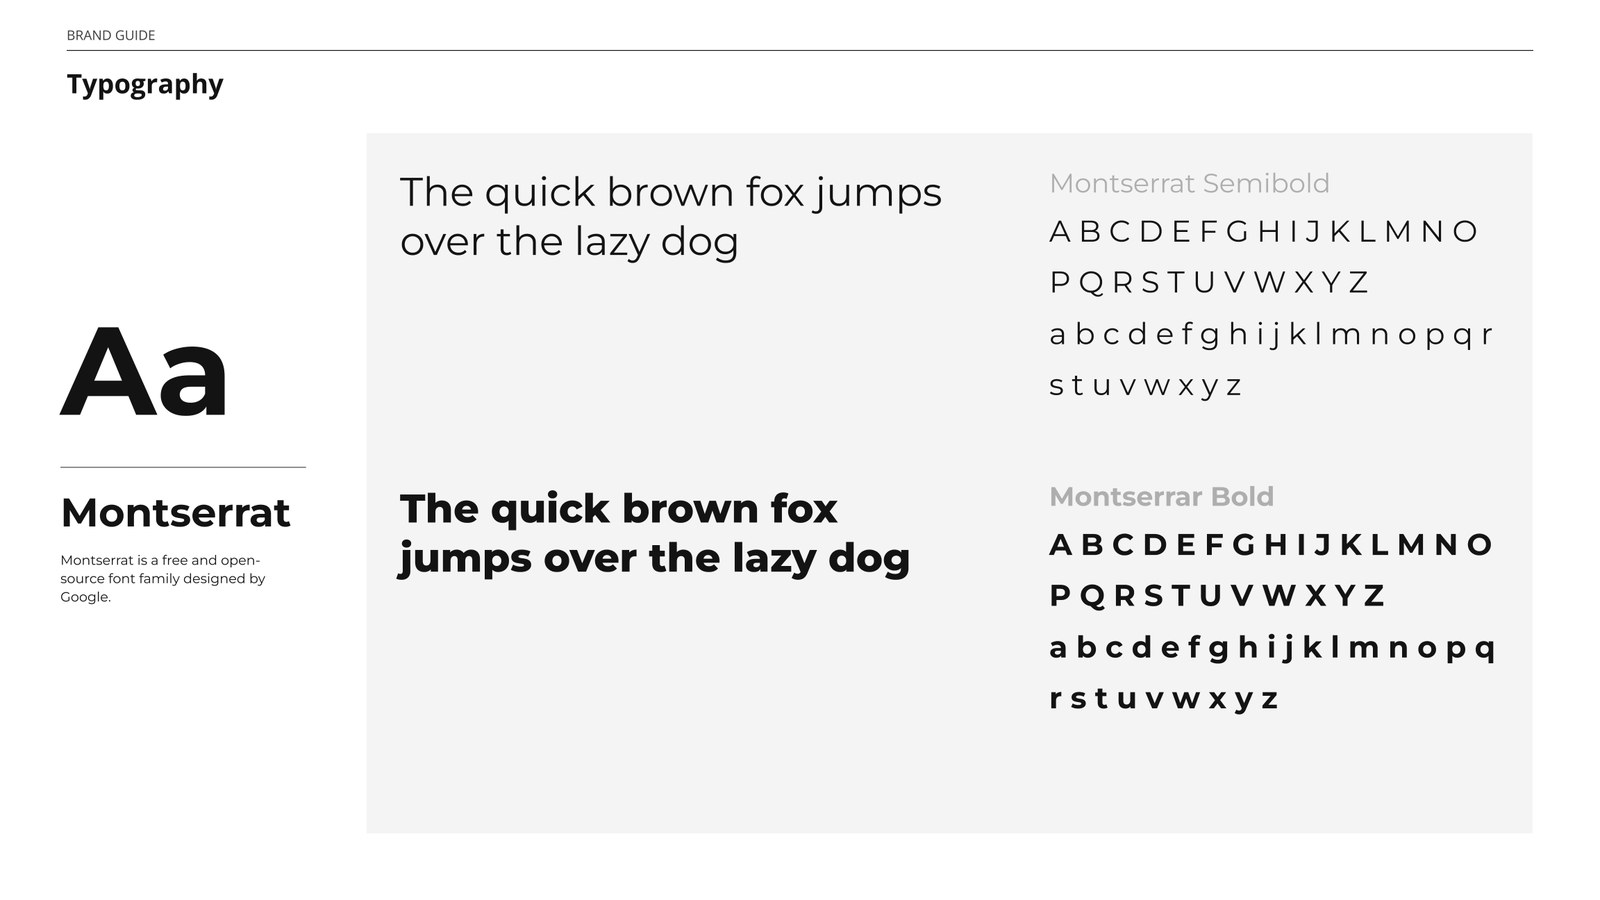 BRAND GUIDE
Typography
Aa
Montserrat
Montserrat is a free and open-
source font family designed by
Google.
The quick brown fox jumps
over the lazy dog
Montserrat Semibold
A B C D E F G H I J K L M N O
P Q R S T U V W X Y Z
a b c d e f g h i j k l m n o p q r
s t u v w x y z
The quick brown fox
jumps over the lazy dog
Montserrar Bold
A B C D E F G H I J K L M N O
P Q R S T U V W X Y Z
a b c d e f g h i j k l m n o p q
r s t u v w x y z